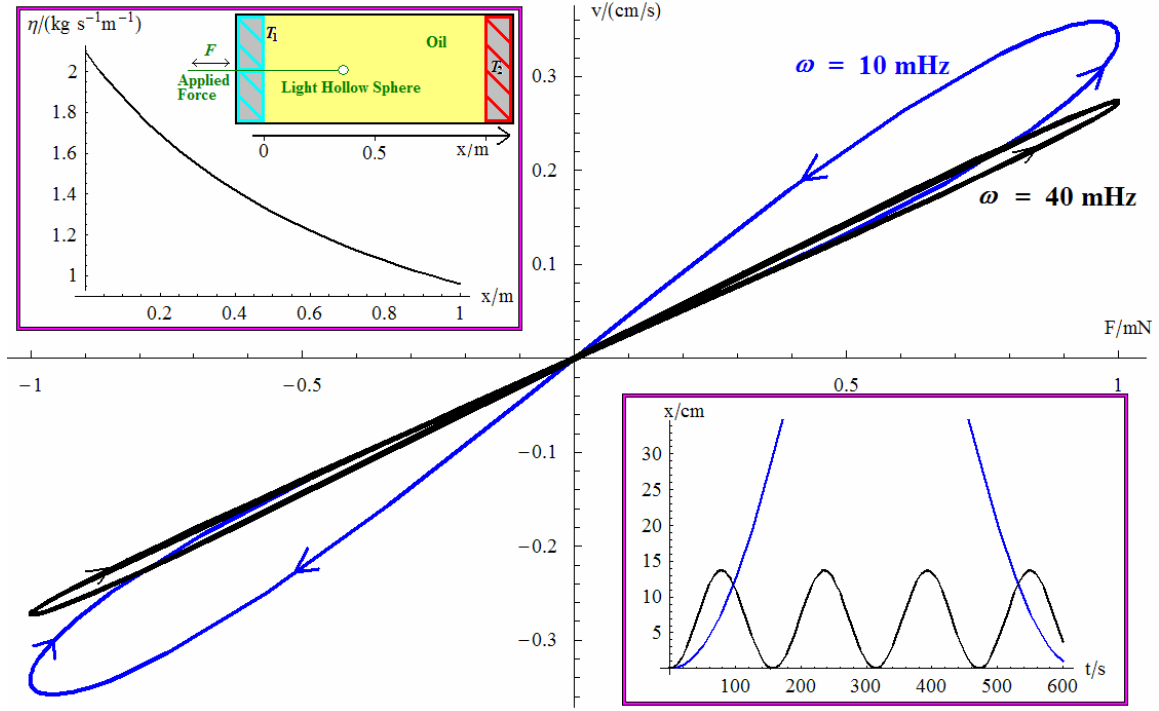 η/(kg s⁻¹m⁻¹)
2
1.8
1.6
1.4
1.2
1
0.2
0.4
0.6
0.8
1
x/m
T₁
T₂
Oil
F
Applied
Force
Light Hollow Sphere
0
0.5
x/m
v/(cm/s)
0.3
0.2
0.1
−0.1
−0.2
−0.3
ω = 10 mHz
ω = 40 mHz
F/mN
−1
−0.5
0.5
1
x/cm
30
25
20
15
10
5
100
200
300
400
500
600
t/s